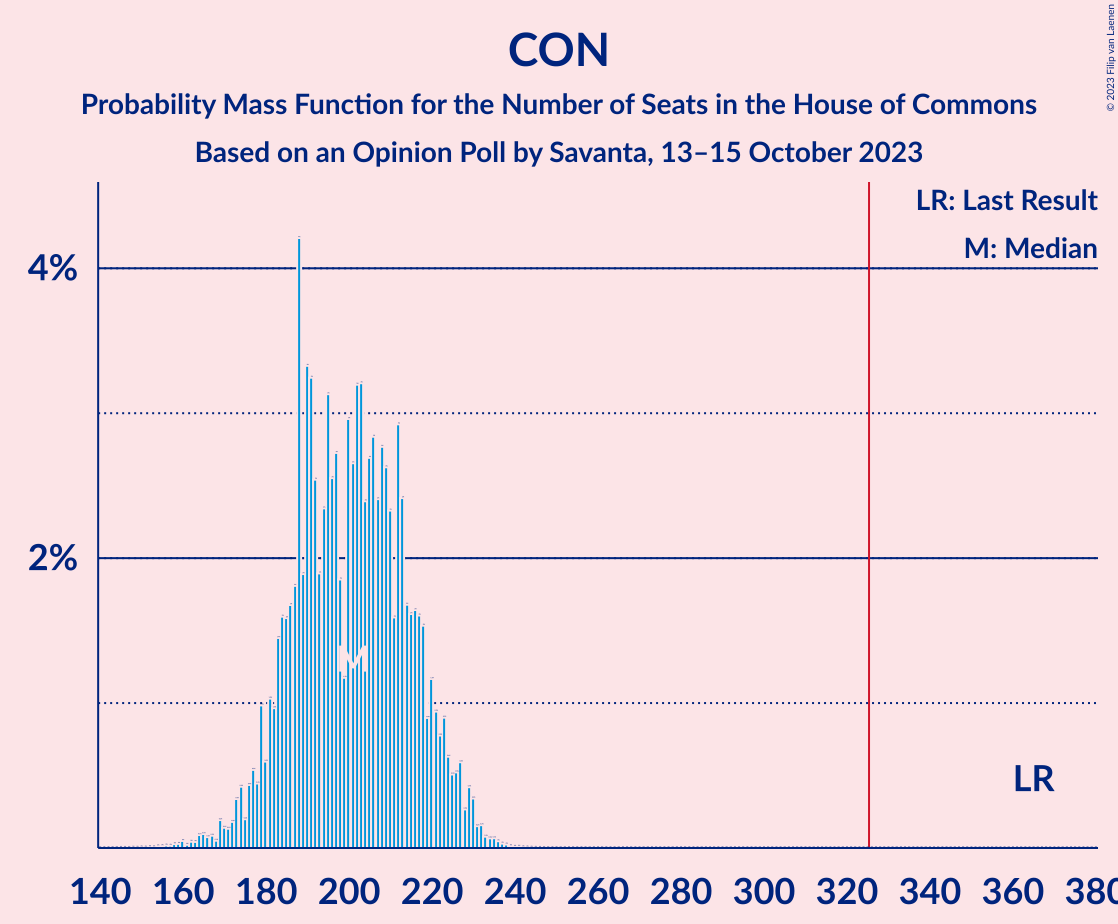 CON
Probability Mass Function for the Number of Seats in the House of Commons
Based on an Opinion Poll by Savanta, 13–15 October 2023
© 2023 Filip van Laenen
LR: Last Result
M: Median
4%
2%
M
LR
140 160 180 200 220 240 260 280 300 320 340 360 380